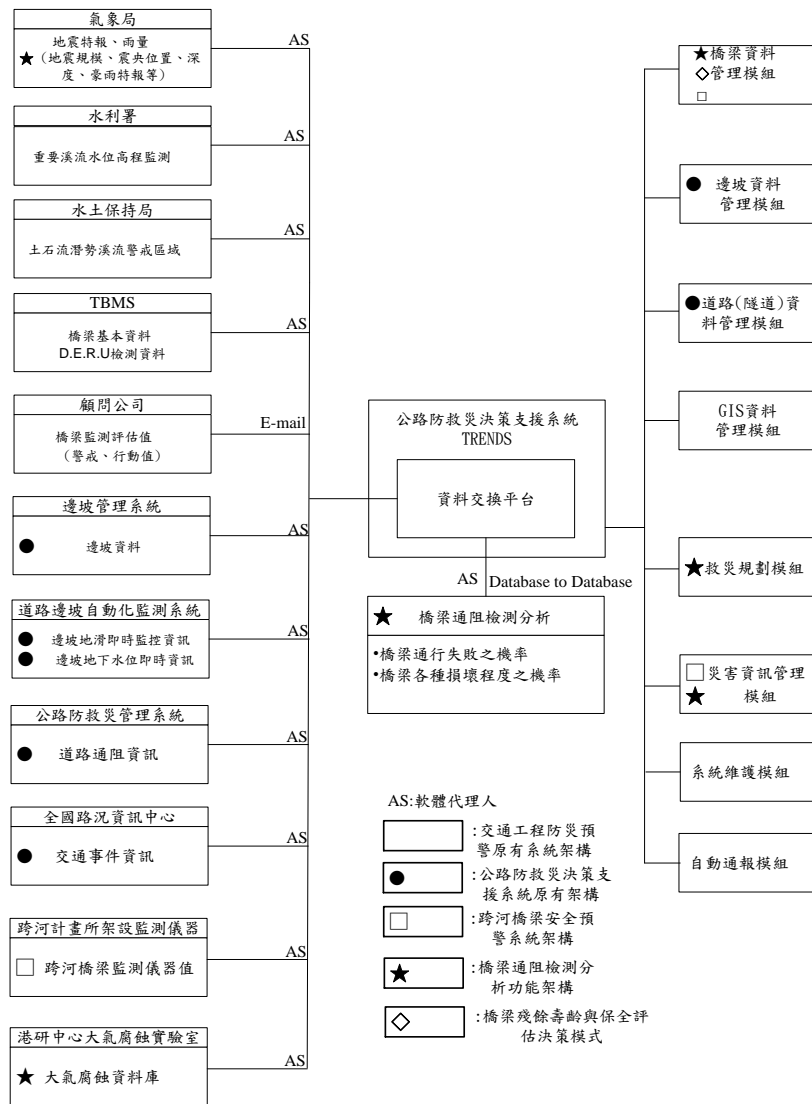 氣象局
地震特報、雨量
★(地震規模、震央位置、深
度、豪雨特報等)
AS
水利署
重要溪流水位高程監測
AS
水土保持局
土石流潛勢溪流警戒區域
AS
TBMS
橋梁基本資料
D.E.R.U檢測資料
AS
顧問公司
橋梁監測評估值
(警戒、行動值)
E-mail
邊坡管理系統
● 邊坡資料
AS
道路邊坡自動化監測系統
● 邊坡地滑即時監控資訊
● 邊坡地下水位即時資訊
AS
公路防救災管理系統
● 道路通阻資訊
AS
全國路況資訊中心
● 交通事件資訊
AS
跨河計畫所架設監測儀器
□ 跨河橋梁監測儀器值
AS
港研中心大氣腐蝕實驗室
★ 大氣腐蝕資料庫
AS
公路防救災決策支援系統
TRENDS
資料交換平台
AS Database to Database
★ 橋梁通阻檢測分析
•橋梁通行失敗之機率
•橋梁各種損壞程度之機率
AS:軟體代理人
:交通工程防災預
警原有系統架構
● :公路防救災決策支
援系統原有架構
□ :跨河橋梁安全預
警系統架構
★ :橋梁通阻檢測分
析功能架構
◇ :橋梁殘餘壽齡與保全評
估決策模式
★橋梁資料
◇管理模組
□
● 邊坡資料
管理模組
●道路(隧道)資
料管理模組
GIS資料
管理模組
★救災規劃模組
□災害資訊管理
★ 模組
系統維護模組
自動通報模組